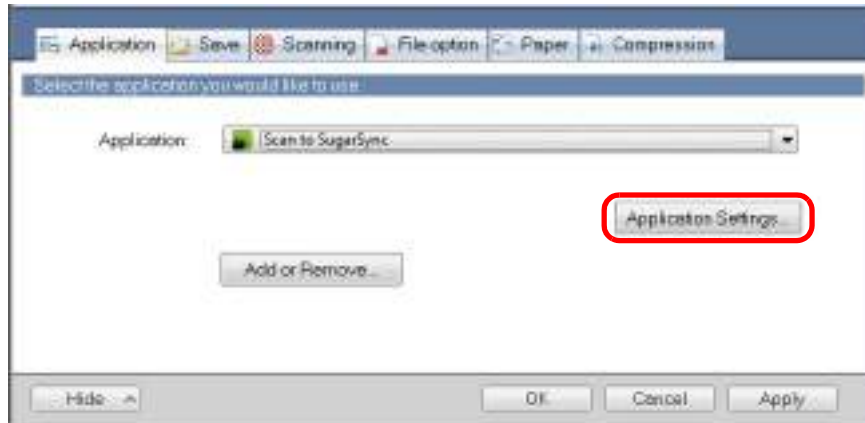 Application Save Scanning File option Paper Compression
Select the application you would like to use.
Application: Scan to SugarSync
Application Settings...
Add or Remove...
Hide OK Cancel Apply